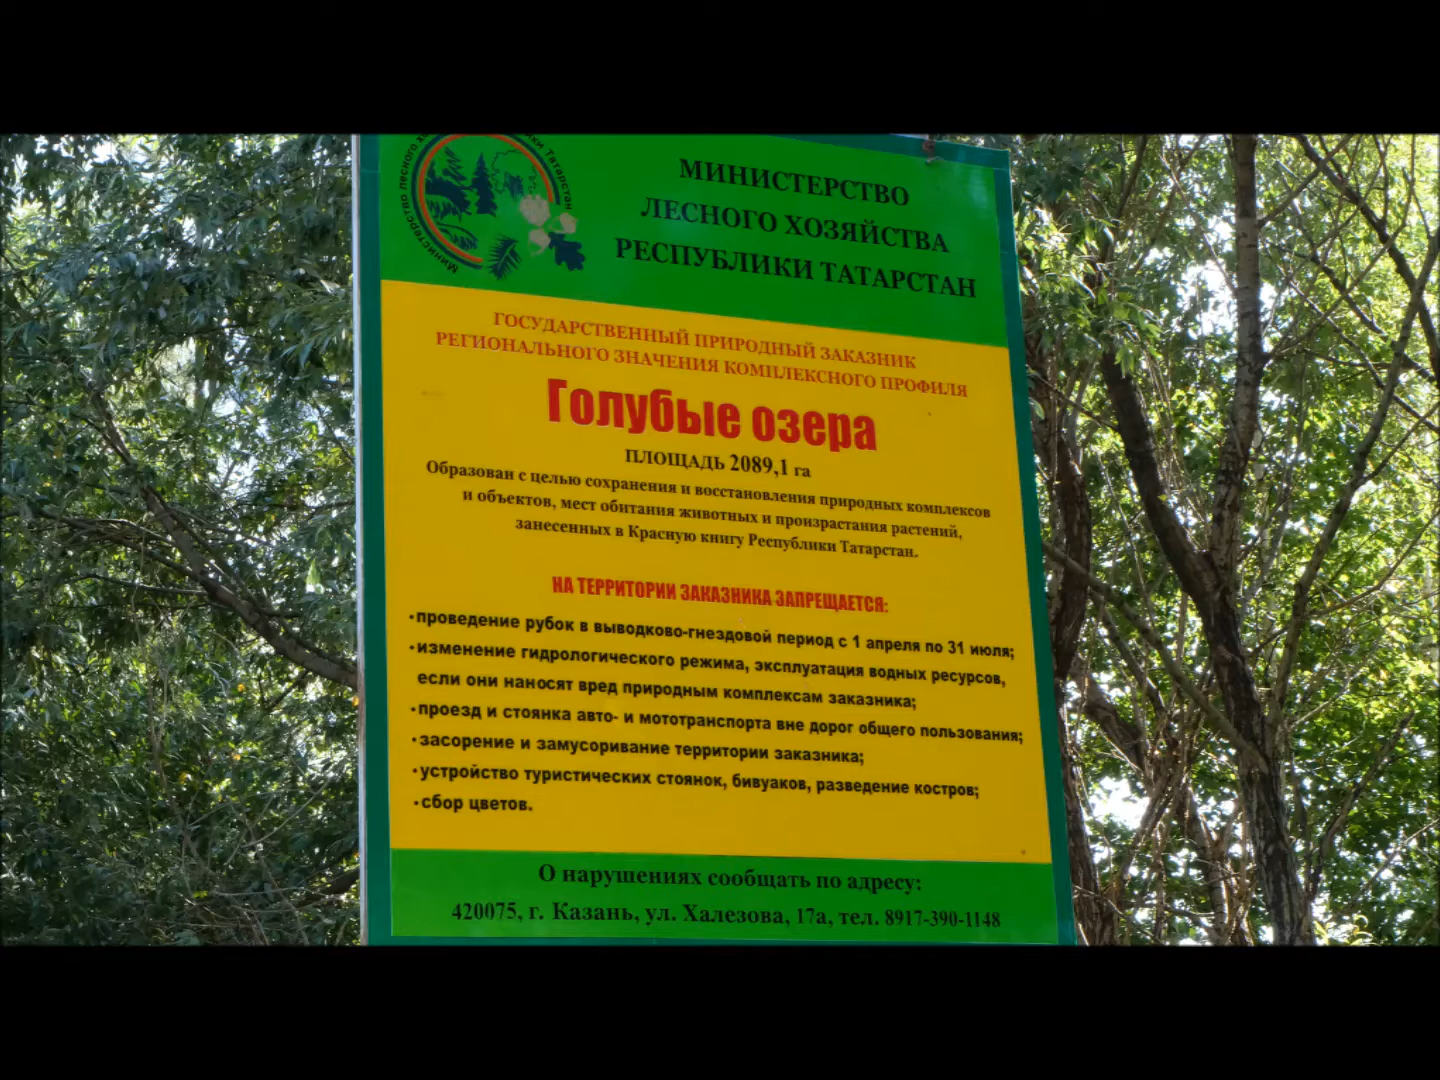 Министерство лесного
Татарстан
МИНИСТЕРСТВО
ЛЕСНОГО ХОЗЯЙСТВА
РЕСПУБЛИКИ ТАТАРСТАН
ГОСУДАРСТВЕННЫЙ ПРИРОДНЫЙ ЗАКАЗНИК
РЕГИОНАЛЬНОГО ЗНАЧЕНИЯ КОМПЛЕКСНОГО ПРОФИЛЯ
Голубые озера
ПЛОЩАДЬ 2089,1 га
Образован с целью сохранения и восстановления природных комплексов
и объектов, мест обитания животных и произрастания растений,
занесенных в Красную книгу Республики Татарстан.
НА ТЕРРИТОРИИ ЗАКАЗНИКА ЗАПРЕЩАЕТСЯ:
•проведение рубок в выводково-гнездовой период с 1 апреля по 31 июля;
•изменение гидрологического режима, эксплуатация водных ресурсов,
если они наносят вред природным комплексам заказника;
•проезд и стоянка авто- и мототранспорта вне дорог общего пользования;
•засорение и замусоривание территории заказника;
•устройство туристических стоянок, бивуаков, разведение костров;
•сбор цветов.
О нарушениях сообщать по адресу:
420075, г. Казань, ул. Халезова, 17а, тел. 8917-390-1148